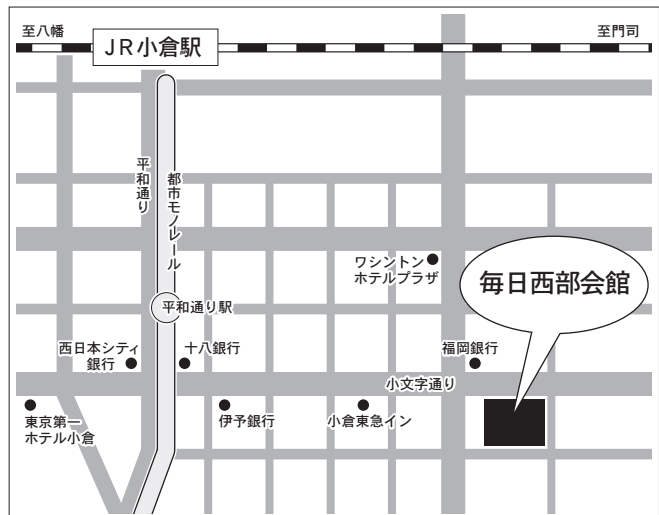 至八幡
JR小倉駅
至門司
平和通り
都市モノレール
ワシントン
ホテルプラザ
毎日西部会館
平和通り駅
西日本シティ
銀行
十八銀行
福岡銀行
小文字通り
東京第一
ホテル小倉
伊予銀行
小倉東急イン